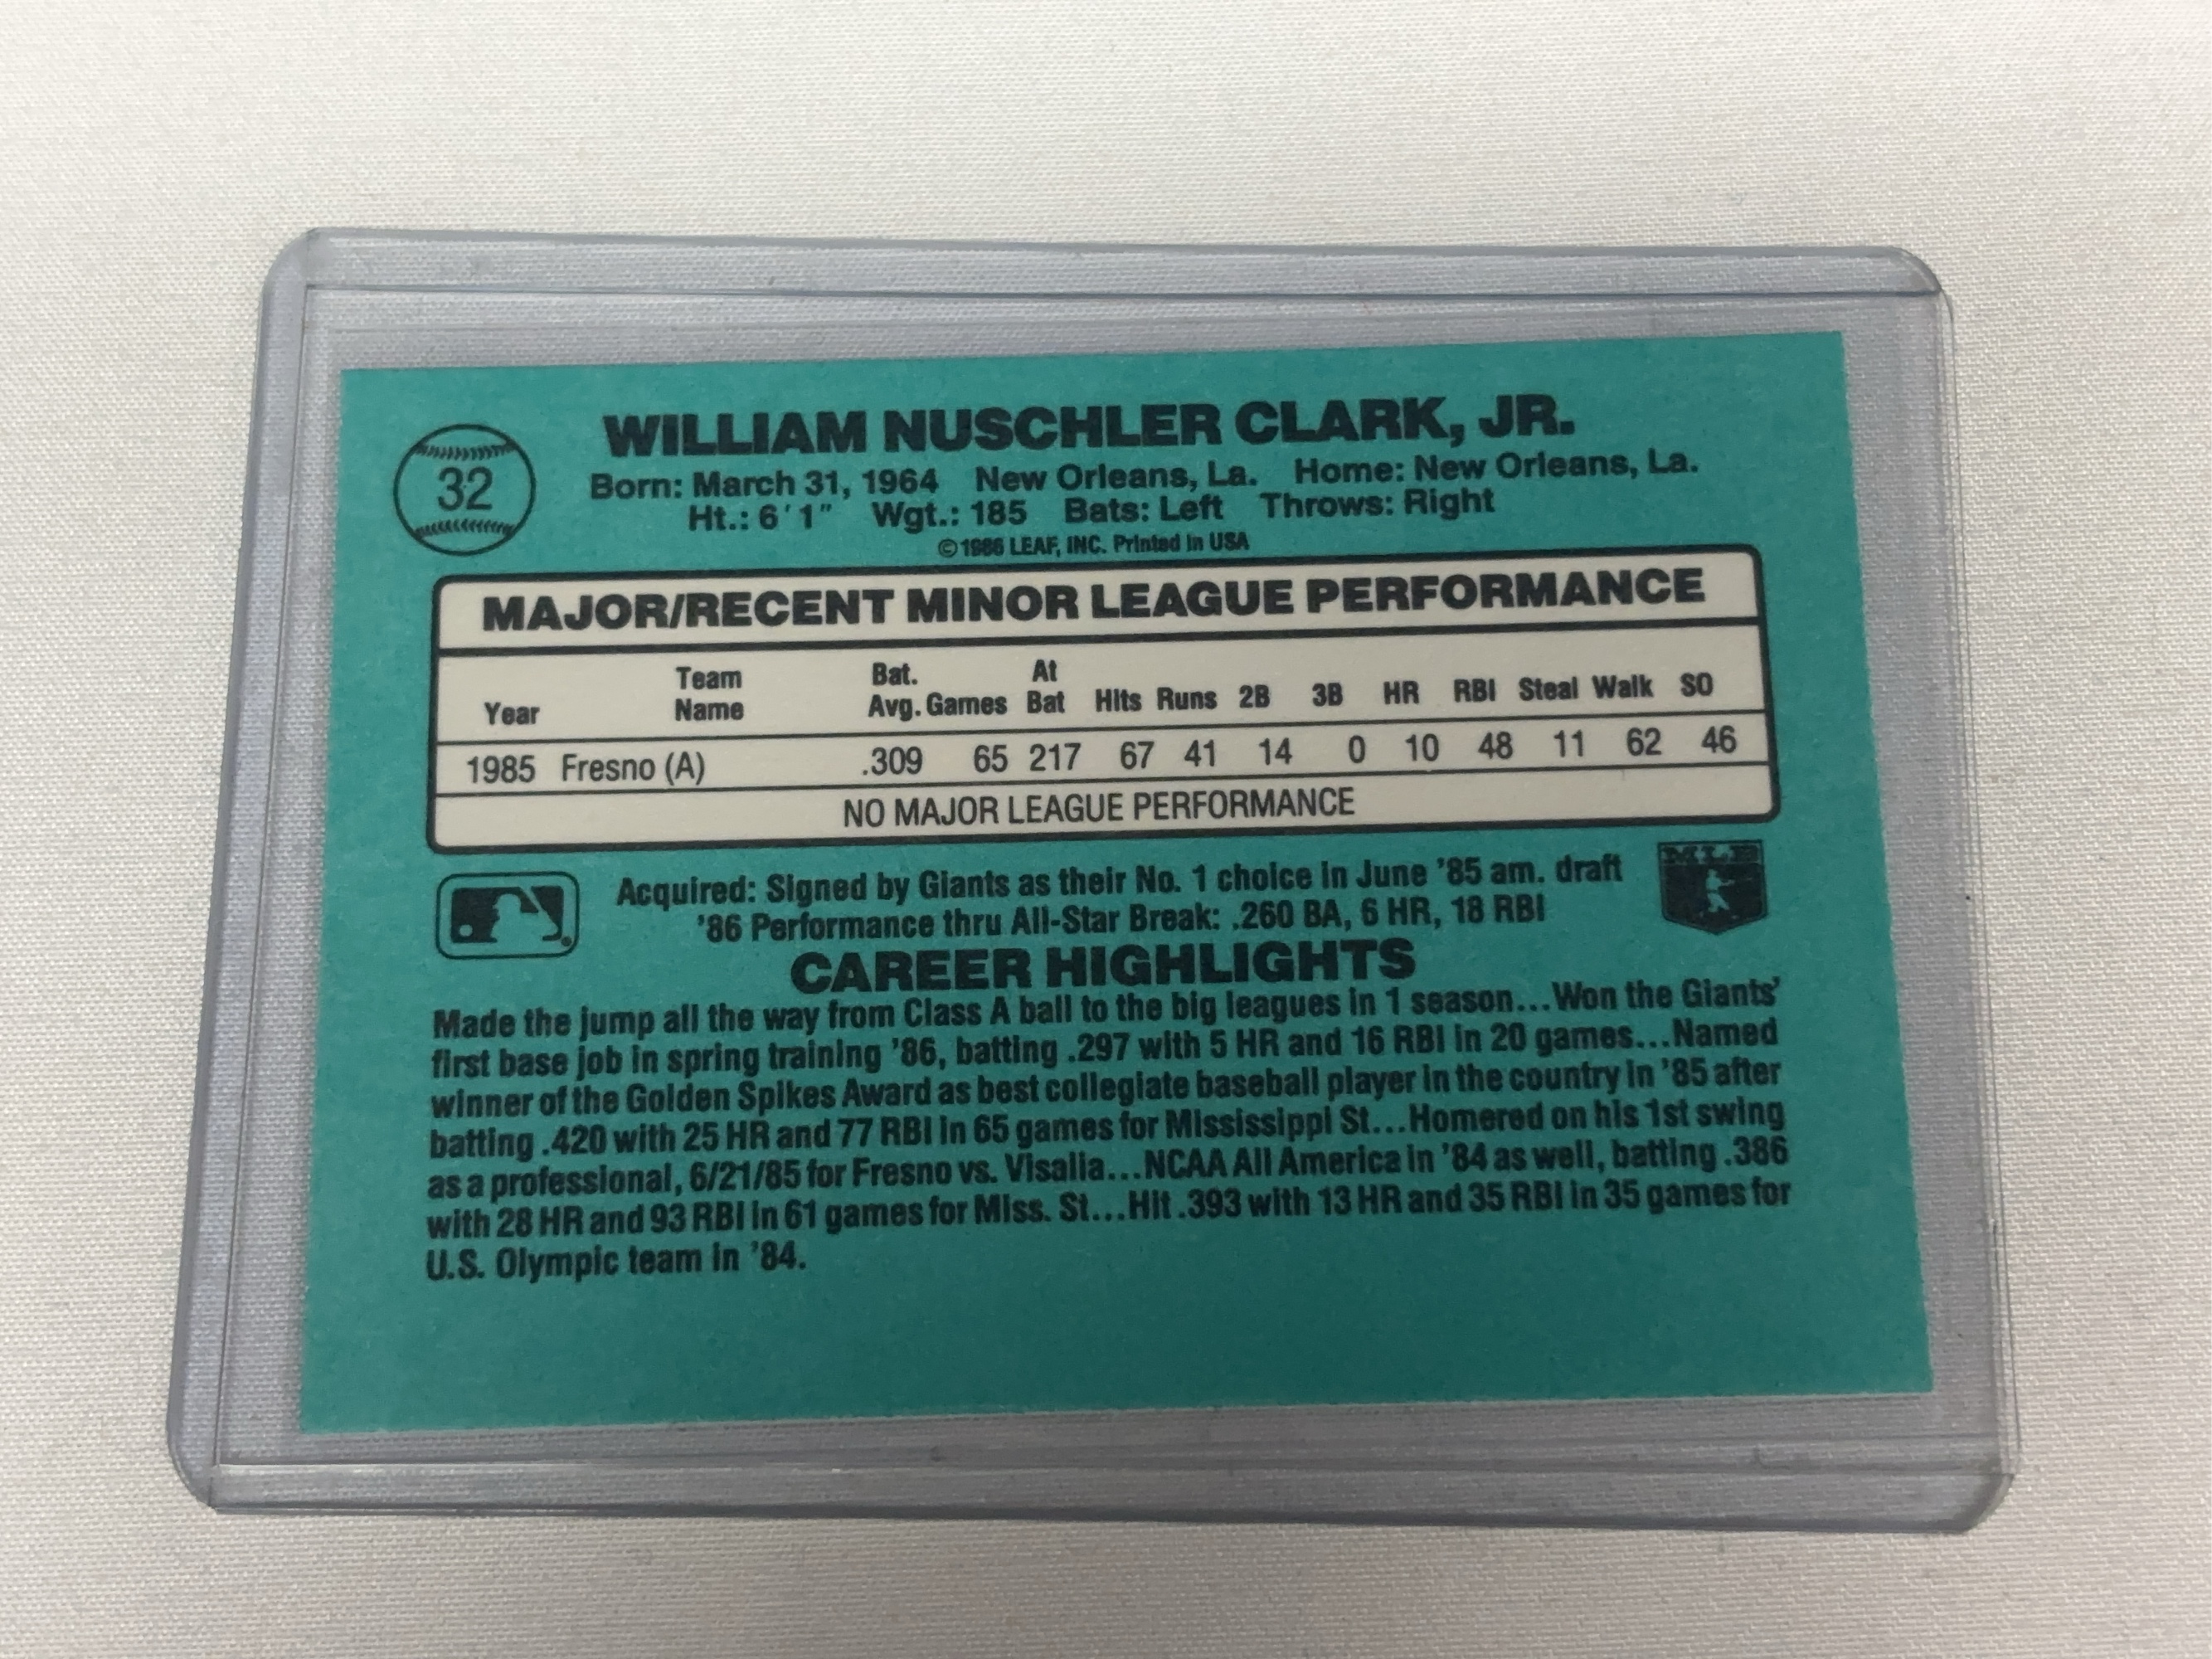 32
WILLIAM NUSCHLER CLARK, JR.
Born: March 31, 1964 New Orleans, La. Home: New Orleans, La.
Ht.: 6'1" Wgt.: 185 Bats: Left Throws: Right
©1986 LEAF, INC. Printed in USA
MAJOR/RECENT MINOR LEAGUE PERFORMANCE
Year Team Name Bat. Avg. Games At Bat Hits Runs 2B 3B HR RBI Steal Walk SO
1985 Fresno (A) .309 65 217 67 41 14 0 10 48 11 62 46
NO MAJOR LEAGUE PERFORMANCE
MLB
Acquired: Signed by Giants as their No. 1 choice in June '85 am. draft
'86 Performance thru All-Star Break: .260 BA, 6 HR, 18 RBI
CAREER HIGHLIGHTS
Made the jump all the way from Class A ball to the big leagues in 1 season...Won the Giants'
first base job in spring training '86, batting .297 with 5 HR and 16 RBI in 20 games...Named
winner of the Golden Spikes Award as best collegiate baseball player in the country in '85 after
batting .420 with 25 HR and 77 RBI in 65 games for Mississippi St...Homered on his 1st swing
as a professional, 6/21/85 for Fresno vs. Visalia...NCAA All America in '84 as well, batting .386
with 28 HR and 93 RBI in 61 games for Miss. St...Hit .393 with 13 HR and 35 RBI in 35 games for
U.S. Olympic team in '84.